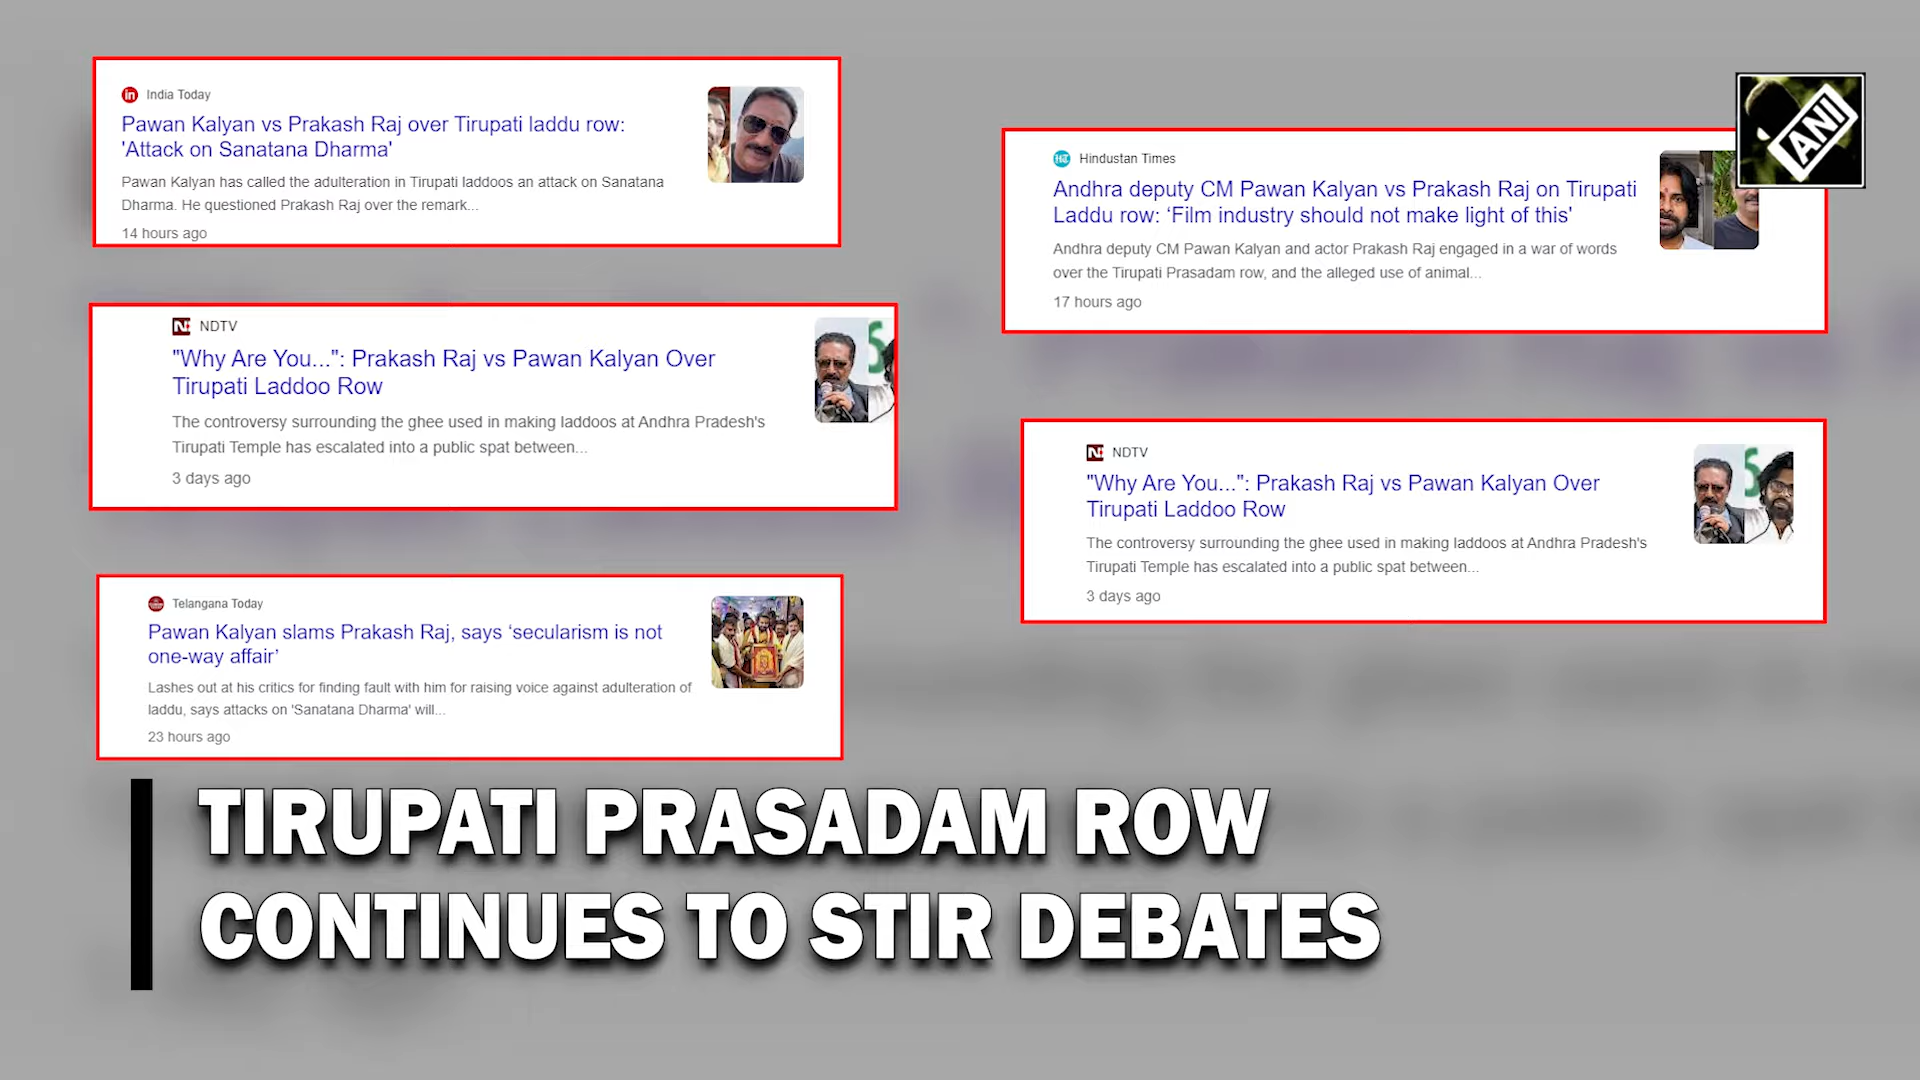 India Today
Pawan Kalyan vs Prakash Raj over Tirupati laddu row:
'Attack on Sanatana Dharma'
Pawan Kalyan has called the adulteration in Tirupati laddoos an attack on Sanatana
Dharma. He questioned Prakash Raj over the remark...
14 hours ago
NDTV
"Why Are You...": Prakash Raj vs Pawan Kalyan Over
Tirupati Laddoo Row
The controversy surrounding the ghee used in making laddoos at Andhra Pradesh's
Tirupati Temple has escalated into a public spat between...
3 days ago
Telangana Today
Pawan Kalyan slams Prakash Raj, says ‘secularism is not
one-way affair’
Lashes out at his critics for finding fault with him for raising voice against adulteration of
laddu, says attacks on 'Sanatana Dharma' will...
23 hours ago
ANI
Hindustan Times
Andhra deputy CM Pawan Kalyan vs Prakash Raj on Tirupati
Laddu row: ‘Film industry should not make light of this'
Andhra deputy CM Pawan Kalyan and actor Prakash Raj engaged in a war of words
over the Tirupati Prasadam row, and the alleged use of animal...
17 hours ago
NDTV
"Why Are You...": Prakash Raj vs Pawan Kalyan Over
Tirupati Laddoo Row
The controversy surrounding the ghee used in making laddoos at Andhra Pradesh's
Tirupati Temple has escalated into a public spat between...
3 days ago
TIRUPATI PRASADAM ROW
CONTINUES TO STIR DEBATES